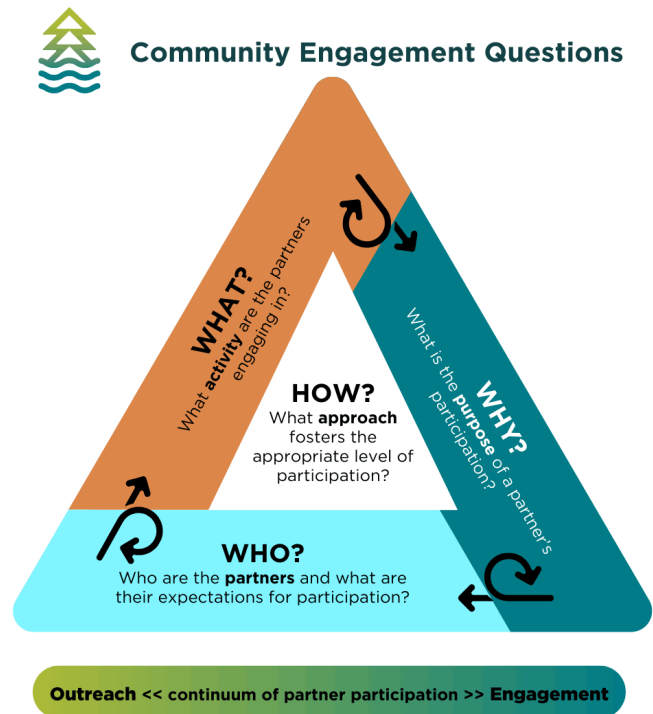 Community Engagement Questions
WHAT?
What activity are the partners
engaging in?
WHY?
What is the purpose of a partner's
participation?
HOW?
What approach
fosters the
appropriate level of
participation?
WHO?
Who are the partners and what are
their expectations for participation?
Outreach << continuum of partner participation >> Engagement